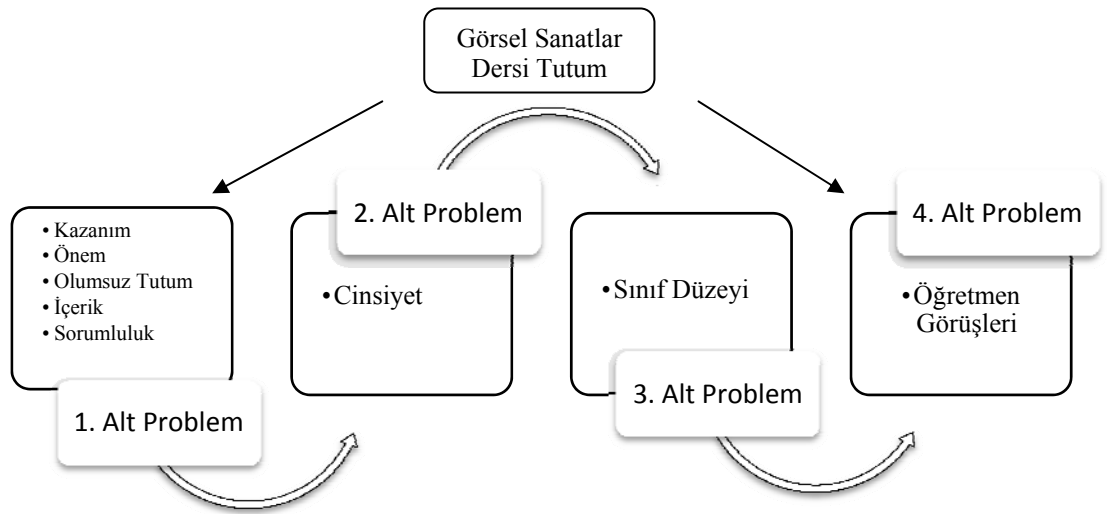 Görsel Sanatlar
Dersi Tutum
• Kazanım
• Önem
• Olumsuz Tutum
• İçerik
• Sorumluluk
1. Alt Problem
2. Alt Problem
•Cinsiyet
•Sınıf Düzeyi
3. Alt Problem
4. Alt Problem
•Öğretmen
Görüşleri